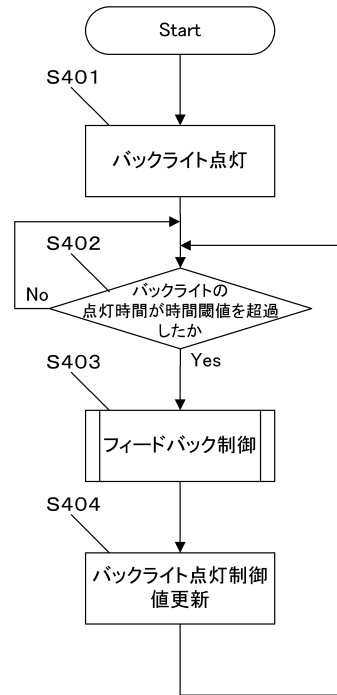 Start
S401
バックライト点灯
S402
No
バックライトの
点灯時間が時間閾値を超過
したか
Yes
S403
フィードバック制御
S404
バックライト点灯制御
値更新